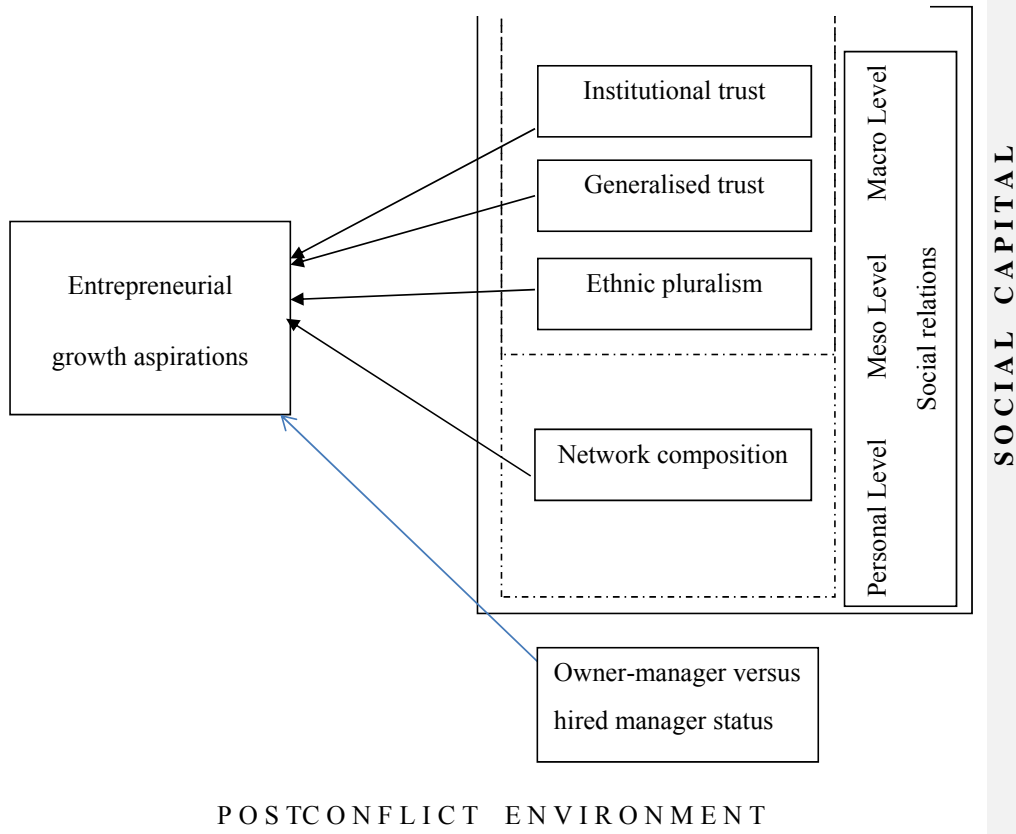 Institutional trust
Generalised trust
Ethnic pluralism
Network composition
Entrepreneurial
growth aspirations
Owner-manager versus
hired manager status
Macro Level
Meso Level
Personal Level
Social relations
SOCIAL CAPITAL
POSTCONFLICT ENVIRONMENT